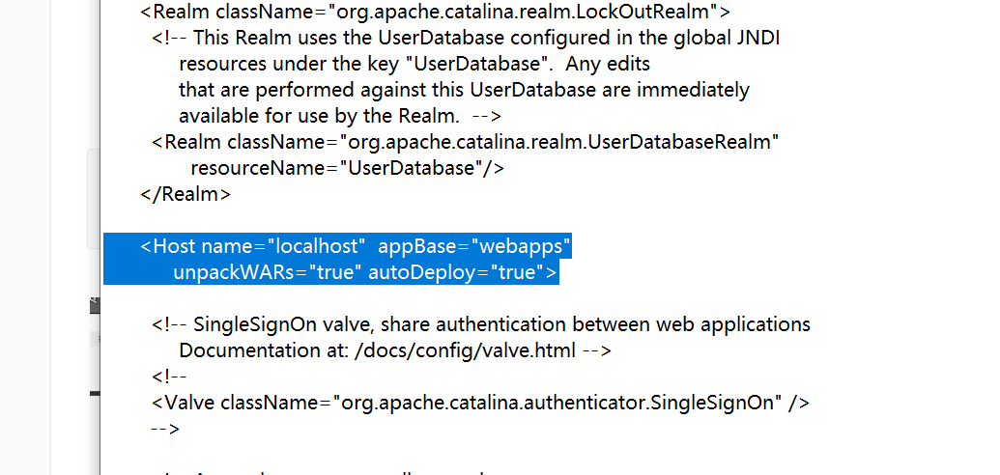 <Realm className="org.apache.catalina.realm.LockOutRealm">
<!-- This Realm uses the UserDatabase configured in the global JNDI
resources under the key "UserDatabase".  Any edits
that are performed against this UserDatabase are immediately
available for use by the Realm.  -->
<Realm className="org.apache.catalina.realm.UserDatabaseRealm"
resourceName="UserDatabase"/>
</Realm>
<Host name="localhost"  appBase="webapps"
unpackWARs="true" autoDeploy="true">
<!-- SingleSignOn valve, share authentication between web applications
Documentation at: /docs/config/valve.html -->
<!--
<Valve className="org.apache.catalina.authenticator.SingleSignOn" />
-->